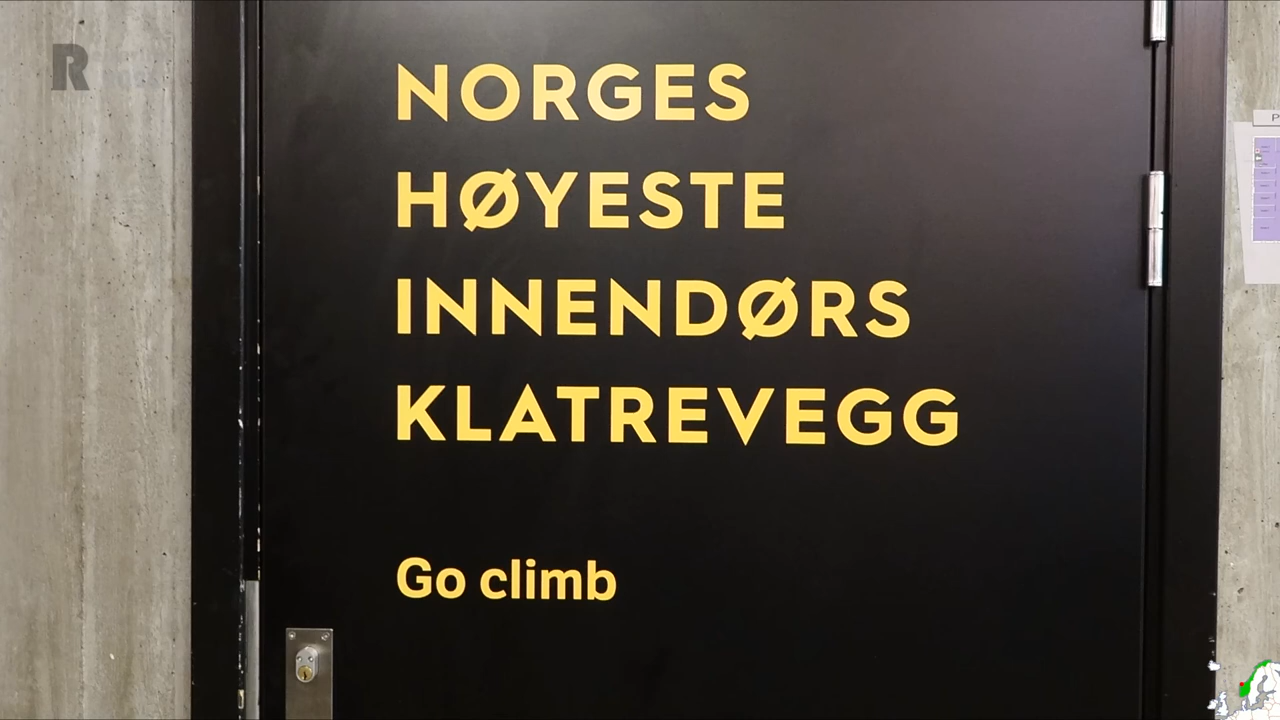 R
NORGES
HØYESTE
INNENDØRS
KLATREVEGG
Go climb